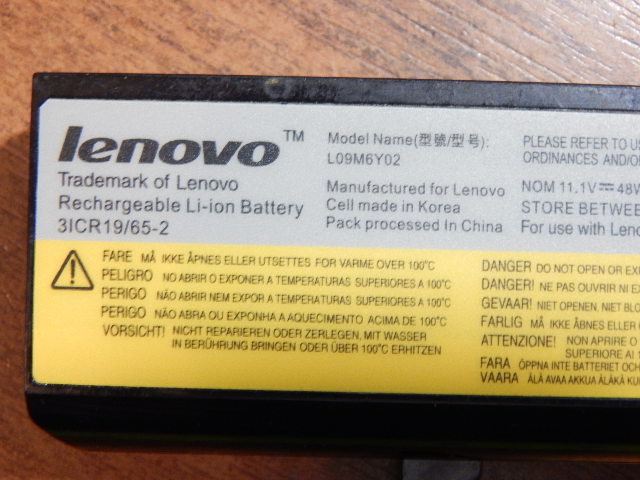 lenovo™
Trademark of Lenovo
Rechargeable Li-ion Battery
3ICR19/65-2
Model Name(型號/型号):
L09M6Y02
Manufactured for Lenovo
Cell made in Korea
Pack processed in China
PLEASE REFER TO
ORDINANCES AND/
NOM 11.1V⎓48
STORE BETWEE
For use with Leno
FARE MÅ IKKE ÅPNES ELLER UTSETTES FOR VARME OVER 100°C
PELIGRO NO ABRIR O EXPONER A TEMPERATURAS SUPERIORES A 100°C
PERIGO NÃO ABRIR NEM EXPOR A TEMPERATURAS SUPERIORES A 100°C
PERIGO NÃO ABRA OU EXPONHA A AQUECIMENTO ACIMA DE 100°C
VORSICHT! NICHT REPARIEREN ODER ZERLEGEN, MIT WASSER
IN BERÜHRUNG BRINGEN ODER ÜBER 100°C ERHITZEN
DANGER DO NOT OPEN OR EX
DANGER! NE PAS OUVRIR NI EX
GEVAAR! NIET OPENEN, NIET BLO
FARLIG MÅ IKKE ÅBNES ELLER
ATTENZIONE! NON APRIRE O
SUPERIORE AI 1
FARA ÖPPNA INTE BATTERIET OCH
VAARA ÄLÄ AVAA AKKUA ÄLÄKÄ KU